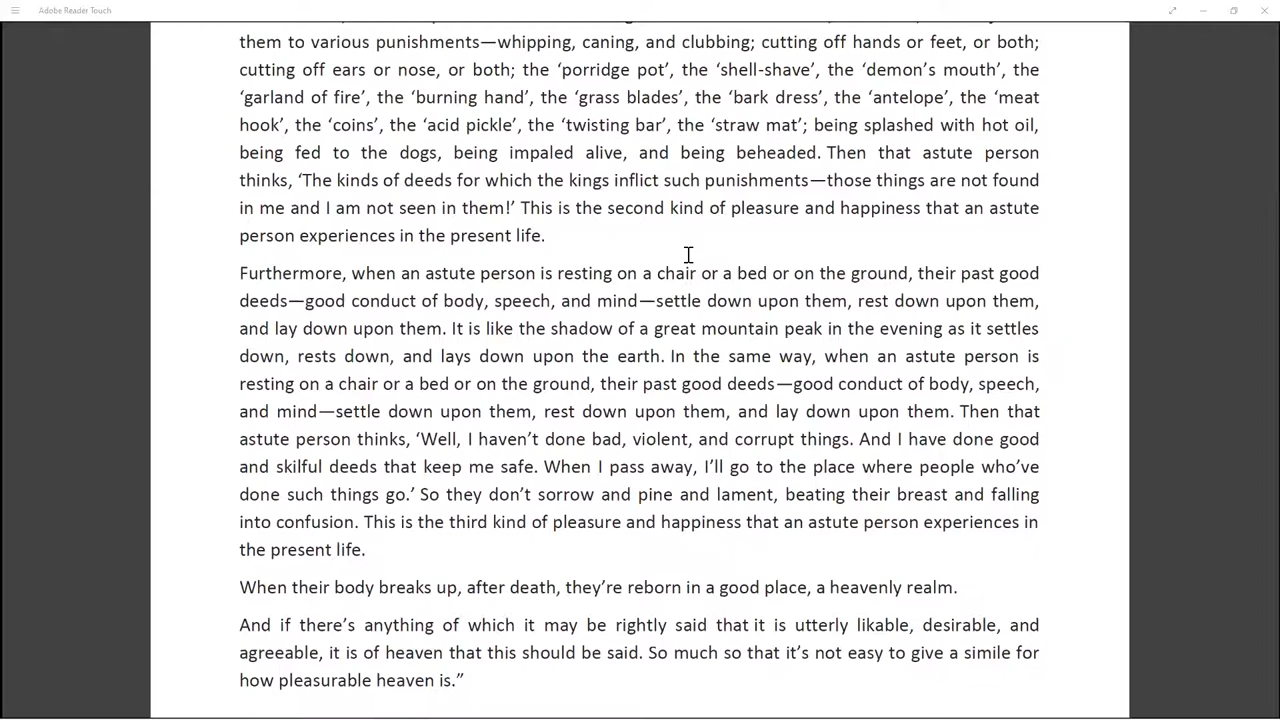 Adobe Reader Touch
them to various punishments—whipping, caning, and clubbing; cutting off hands or feet, or both;
cutting off ears or nose, or both; the ‘porridge pot’, the ‘shell-shave’, the ‘demon’s mouth’, the
‘garland of fire’, the ‘burning hand’, the ‘grass blades’, the ‘bark dress’, the ‘antelope’, the ‘meat
hook’, the ‘coins’, the ‘acid pickle’, the ‘twisting bar’, the ‘straw mat’; being splashed with hot oil,
being fed to the dogs, being impaled alive, and being beheaded. Then that astute person
thinks, ‘The kinds of deeds for which the kings inflict such punishments—those things are not found
in me and I am not seen in them!’ This is the second kind of pleasure and happiness that an astute
person experiences in the present life.
Furthermore, when an astute person is resting on a chair or a bed or on the ground, their past good
deeds—good conduct of body, speech, and mind—settle down upon them, rest down upon them,
and lay down upon them. It is like the shadow of a great mountain peak in the evening as it settles
down, rests down, and lays down upon the earth. In the same way, when an astute person is
resting on a chair or a bed or on the ground, their past good deeds—good conduct of body, speech,
and mind—settle down upon them, rest down upon them, and lay down upon them. Then that
astute person thinks, ‘Well, I haven’t done bad, violent, and corrupt things. And I have done good
and skilful deeds that keep me safe. When I pass away, I’ll go to the place where people who’ve
done such things go.’ So they don’t sorrow and pine and lament, beating their breast and falling
into confusion. This is the third kind of pleasure and happiness that an astute person experiences in
the present life.
When their body breaks up, after death, they’re reborn in a good place, a heavenly realm.
And if there’s anything of which it may be rightly said that it is utterly likable, desirable, and
agreeable, it is of heaven that this should be said. So much so that it’s not easy to give a simile for
how pleasurable heaven is.”